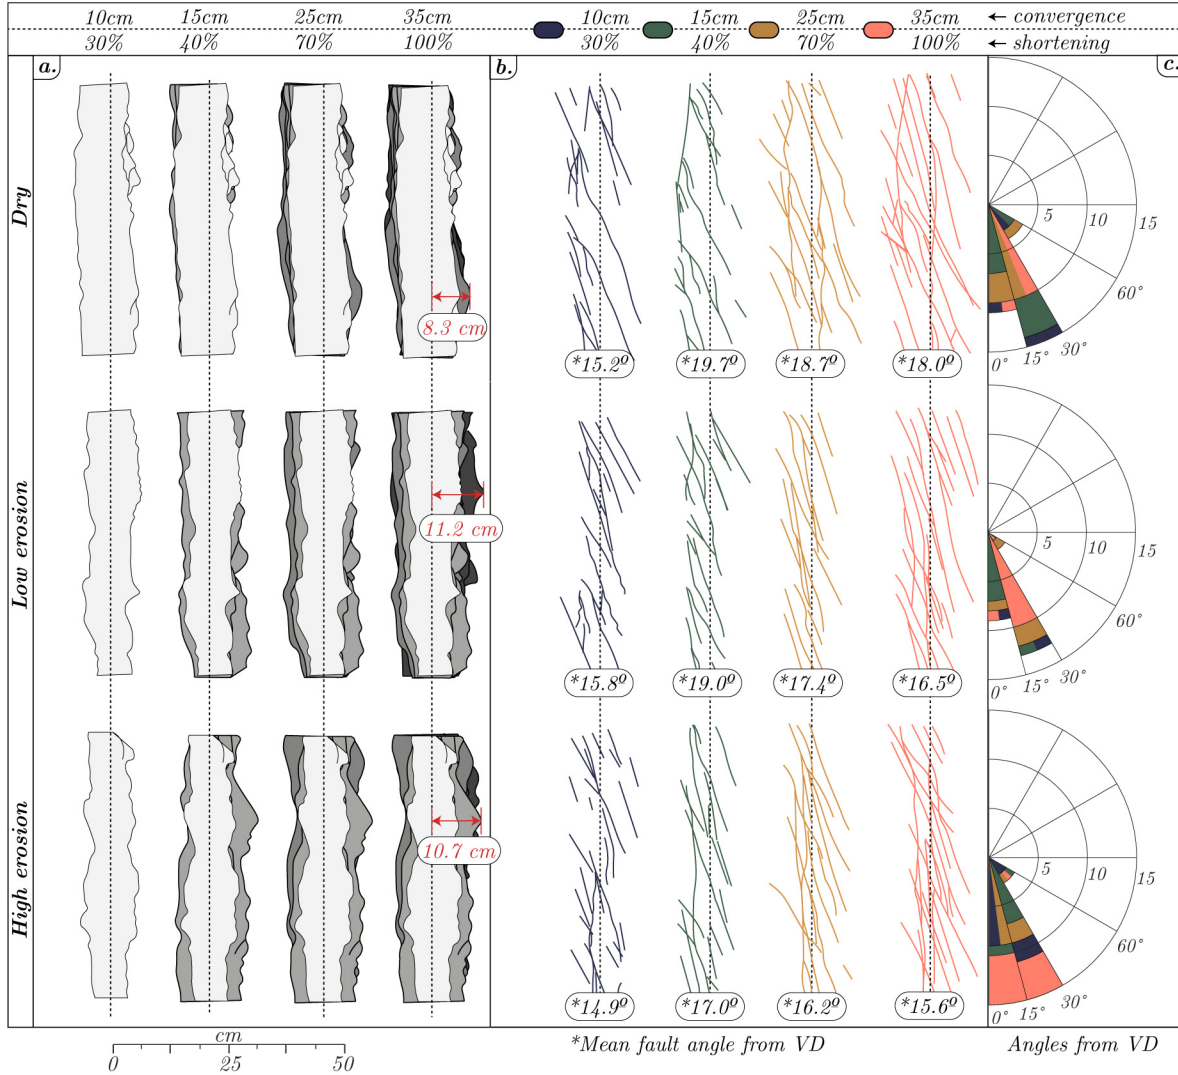 10cm 15cm 25cm 35cm 10cm 15cm 25cm 35cm ← convergence
30% 40% 70% 100% 30% 40% 70% 100% ← shortening
a. b. c.
Dry
8.3 cm
*15.2º *19.7º *18.7º *18.0º
5 10 15
0° 15° 30° 60°
Low erosion
11.2 cm
*15.8º *19.0º *17.4º *16.5º
5 10 15
0° 15° 30° 60°
High erosion
10.7 cm
*14.9º *17.0º *16.2º *15.6º
5 10 15
0° 15° 30° 60°
cm
0 25 50
*Mean fault angle from VD
Angles from VD